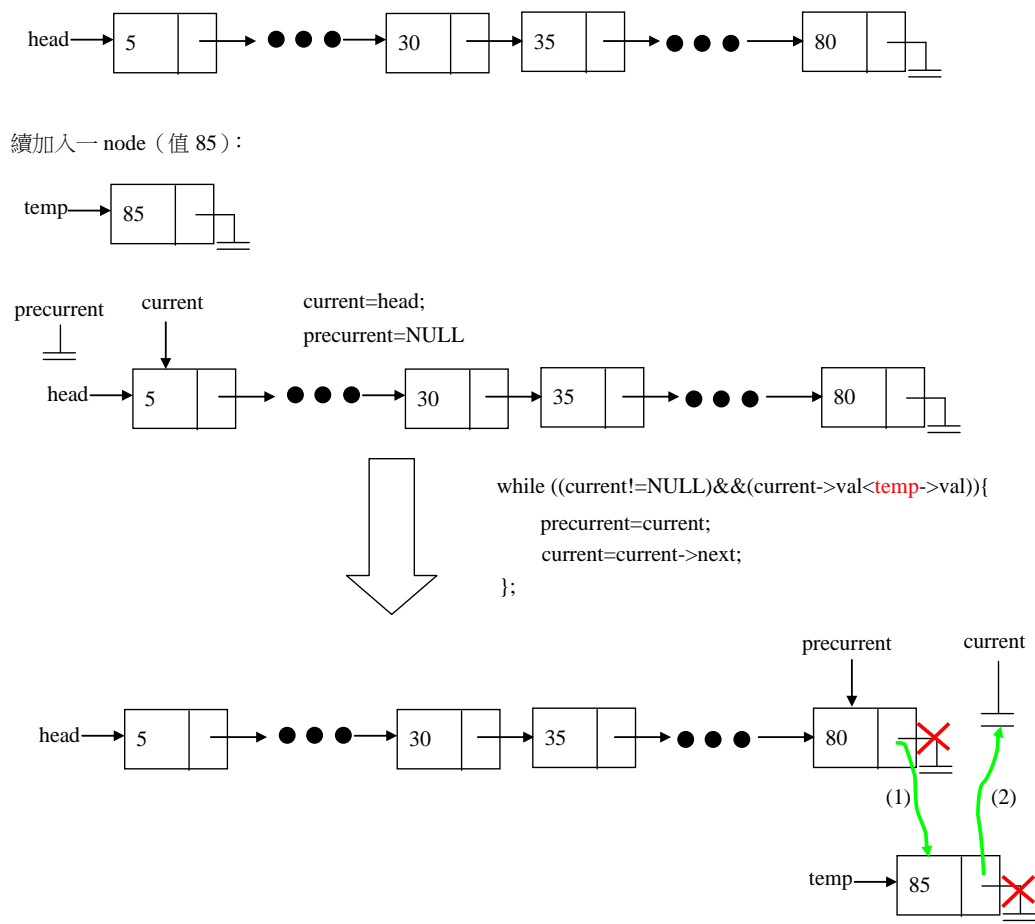 head 5 30 35 80
續加入一 node（值 85）：
temp 85
precurrent current current=head;
precurrent=NULL
head 5 30 35 80
while ((current!=NULL)&&(current->val<temp->val)){
precurrent=current;
current=current->next;
};
precurrent current
head 5 30 35 80
(1) (2)
temp 85